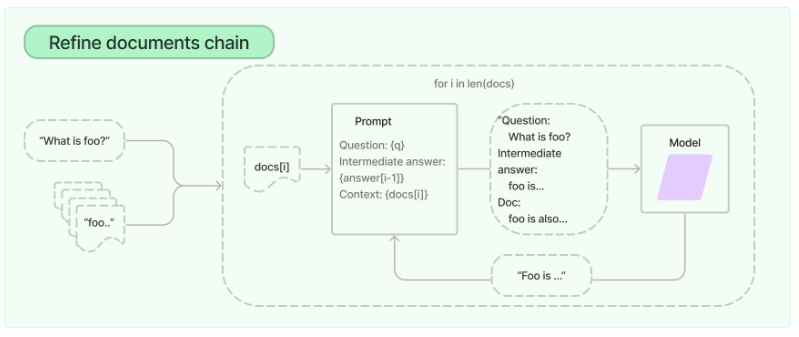 Refine documents chain
for i in len(docs)
"What is foo?"
"foo.."
docs[i]
Prompt
Question: {q}
Intermediate answer:
{answer[i-1]}
Context: {docs[i]}
"Question:
What is foo?
Intermediate
answer:
foo is...
Doc:
foo is also...
Model
"Foo is ..."